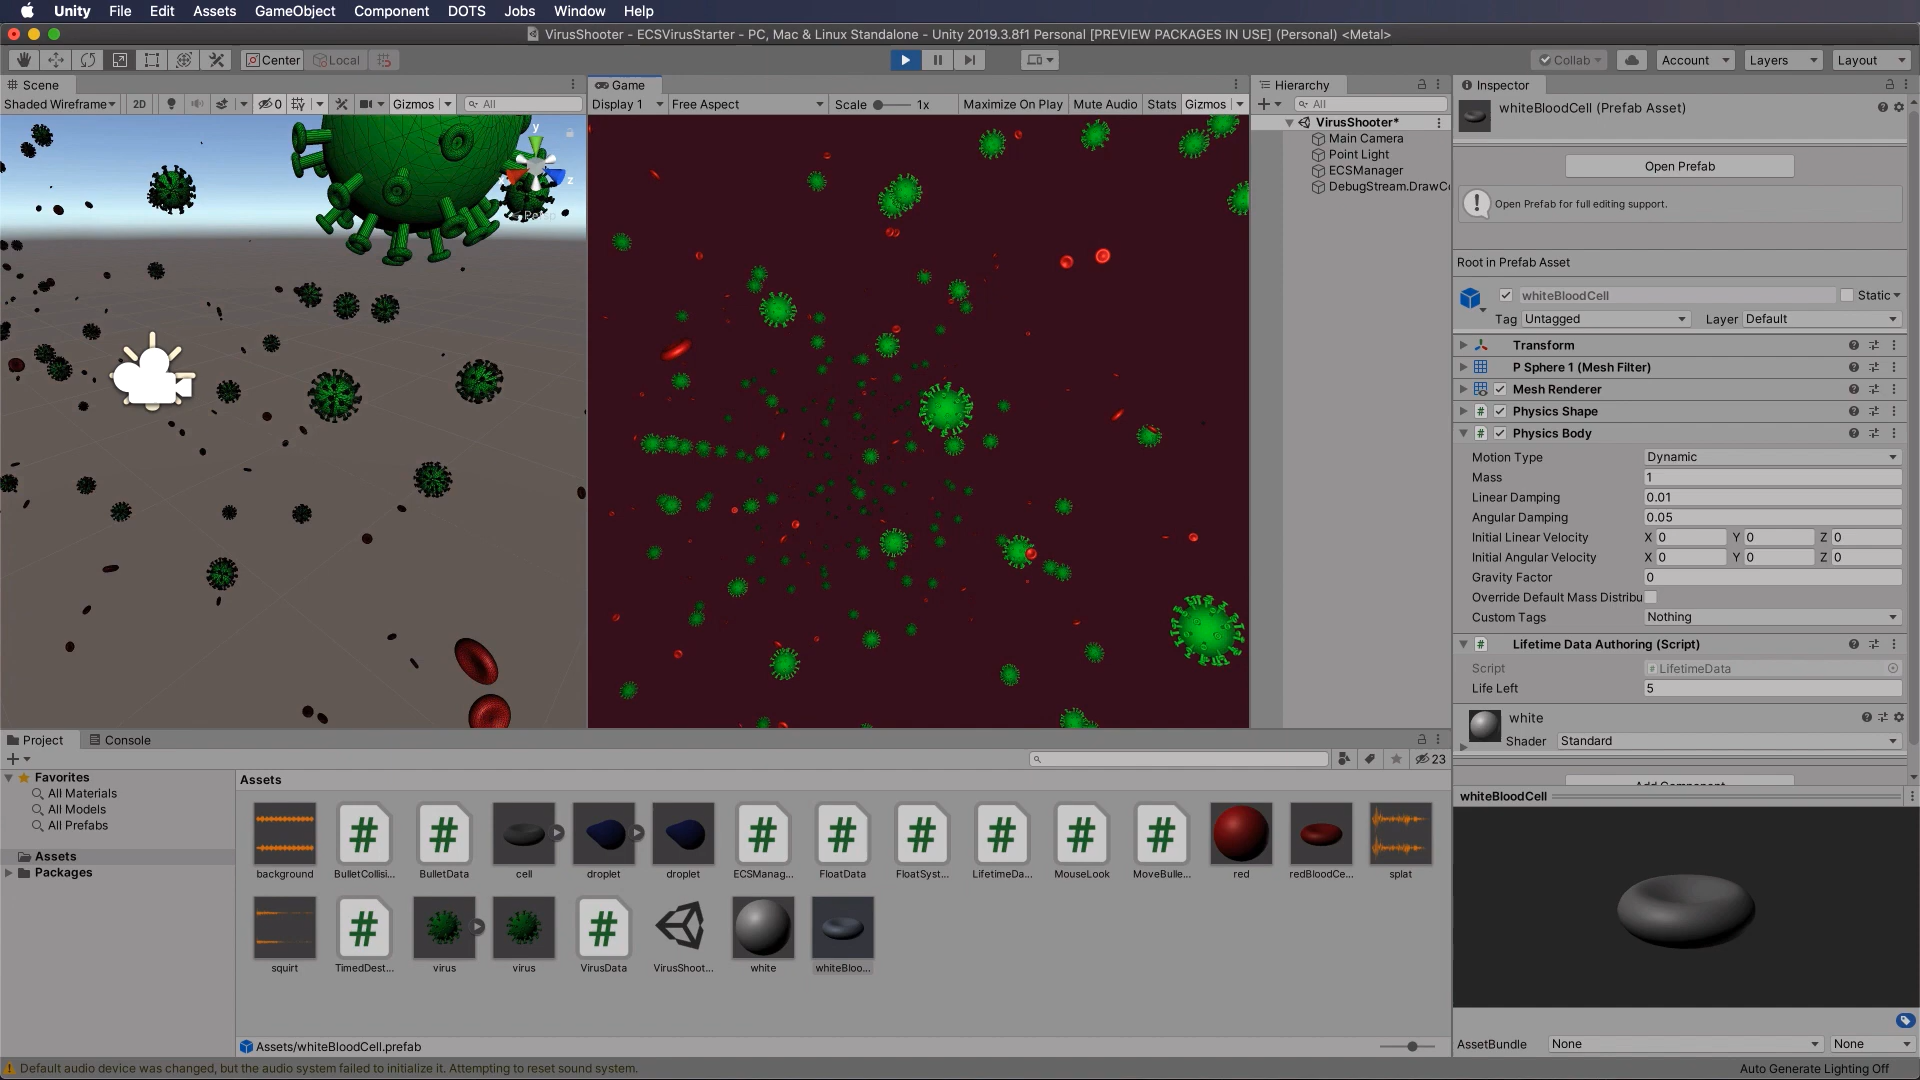 Unity File Edit Assets GameObject Component DOTS Jobs Window Help
VirusShooter - ECSVirusStarter - PC, Mac & Linux Standalone - Unity 2019.3.8f1 Personal [PREVIEW PACKAGES IN USE] (Personal) <Metal>
Center Local Collab Account Layers Layout
Scene Game Hierarchy Inspector
Shaded Wireframe 2D 0 Gizmos All Display 1 Free Aspect Scale 1x Maximize On Play Mute Audio Stats Gizmos All
whiteBloodCell (Prefab Asset)
Open Prefab
Open Prefab for full editing support.
VirusShooter*
Main Camera
Point Light
ECSManager
DebugStream.DrawCo
y
z
Persp
Root in Prefab Asset
whiteBloodCell Static
Tag Untagged Layer Default
Transform
P Sphere 1 (Mesh Filter)
Mesh Renderer
Physics Shape
Physics Body
Motion Type Dynamic
Mass 1
Linear Damping 0.01
Angular Damping 0.05
Initial Linear Velocity X 0 Y 0 Z 0
Initial Angular Velocity X 0 Y 0 Z 0
Gravity Factor 0
Override Default Mass Distribu
Custom Tags Nothing
Lifetime Data Authoring (Script)
Script LifetimeData
Life Left 5
white
Shader Standard
Add Component
Project Console
23
Favorites
All Materials
All Models
All Prefabs
Assets
Packages
Assets
background BulletCollisi... BulletData cell droplet droplet ECSManag... FloatData FloatSyst... LifetimeDa... MouseLook MoveBulle... red redBloodCe... splat
squirt TimedDest... virus virus VirusData VirusShoot... white whiteBloo...
Assets/whiteBloodCell.prefab
whiteBloodCell
AssetBundle None None
Default audio device was changed, but the audio system failed to initialize it. Attempting to reset sound system.
Auto Generate Lighting Off